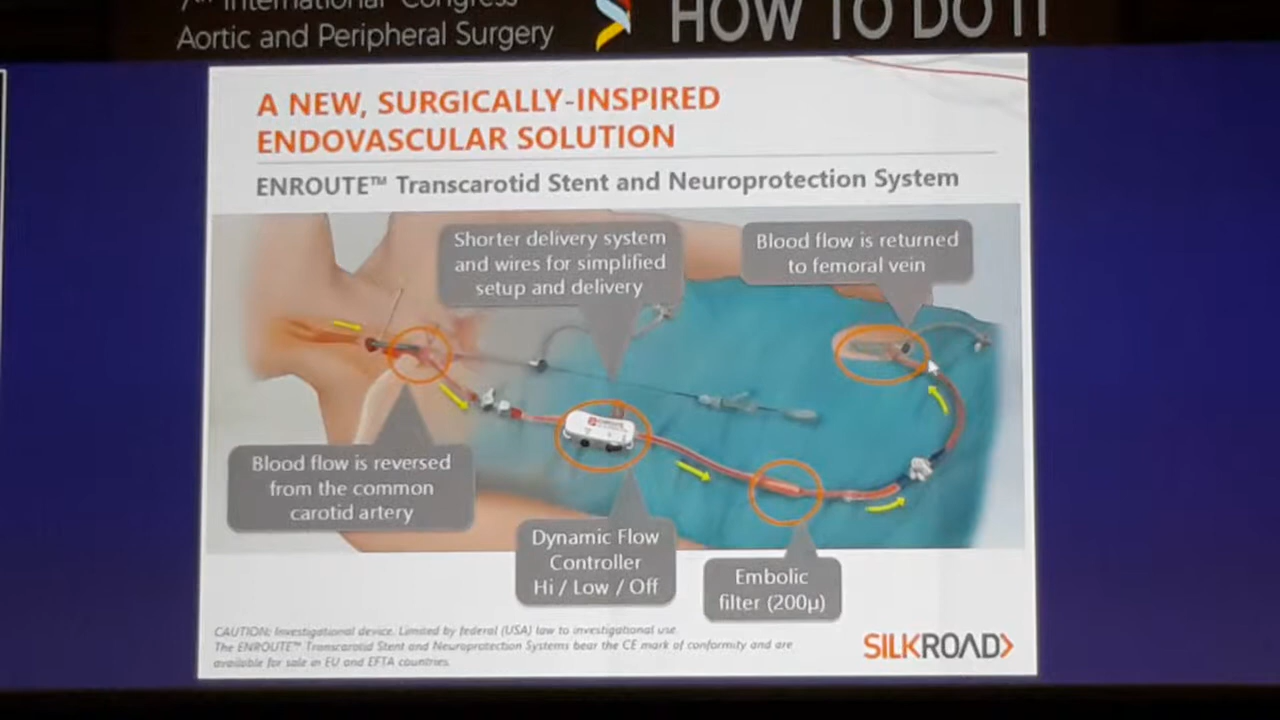 7th International Congress
Aortic and Peripheral Surgery
HOW TO DO IT
A NEW, SURGICALLY-INSPIRED
ENDOVASCULAR SOLUTION
ENROUTE™ Transcarotid Stent and Neuroprotection System
Shorter delivery system
and wires for simplified
setup and delivery
Blood flow is returned
to femoral vein
Blood flow is reversed
from the common
carotid artery
Dynamic Flow
Controller
Hi / Low / Off
Embolic
filter (200µ)
CAUTION: Investigational device. Limited by federal (USA) law to investigational use.
The ENROUTE™ Transcarotid Stent and Neuroprotection Systems bear the CE mark of conformity and are
available for sale in EU and EFTA countries.
SILKROAD